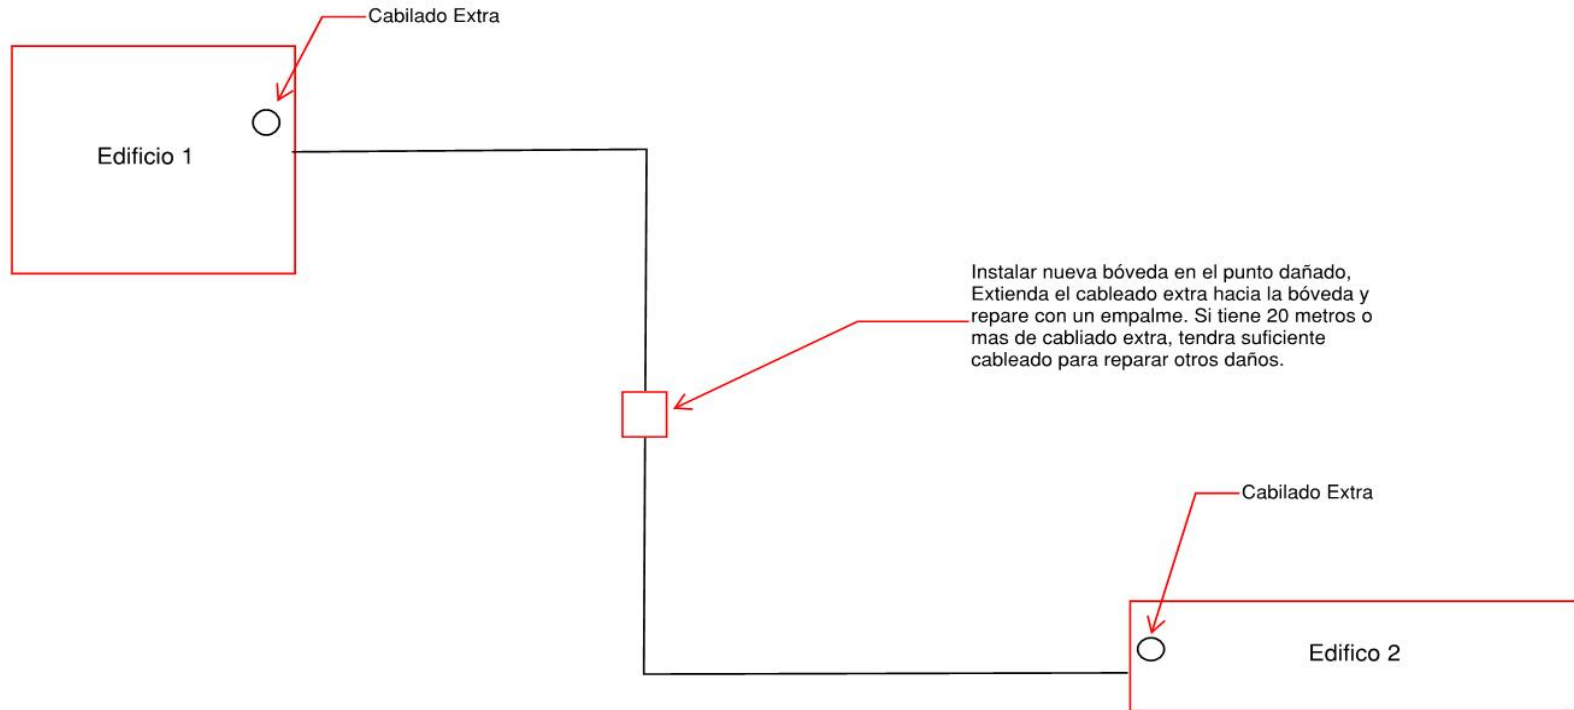 Cabilado Extra
Edificio 1
Instalar nueva bóveda en el punto dañado,
Extienda el cableado extra hacia la bóveda y
repare con un empalme. Si tiene 20 metros o
mas de cabliado extra, tendra suficiente
cableado para reparar otros daños.
Cabilado Extra
Edifico 2